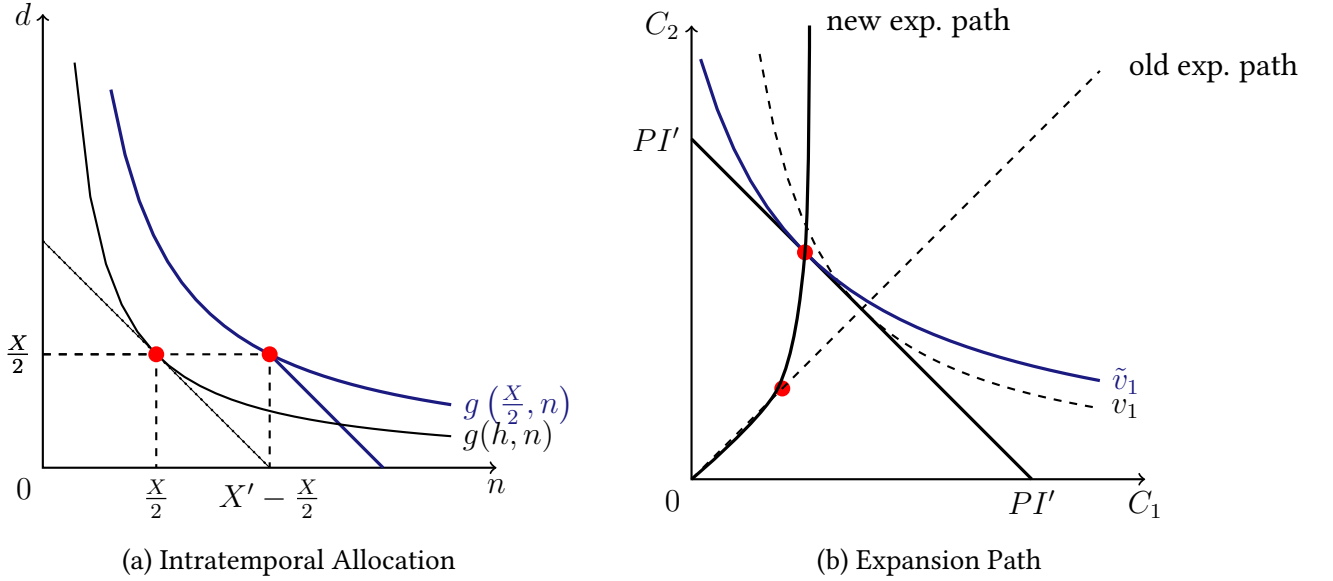 d
X/2
g(X/2, n)
g(h, n)
0
X/2
X′ − X/2
n
(a) Intratemporal Allocation
C₂
new exp. path
old exp. path
PI′
ṽ₁
v₁
0
PI′
C₁
(b) Expansion Path